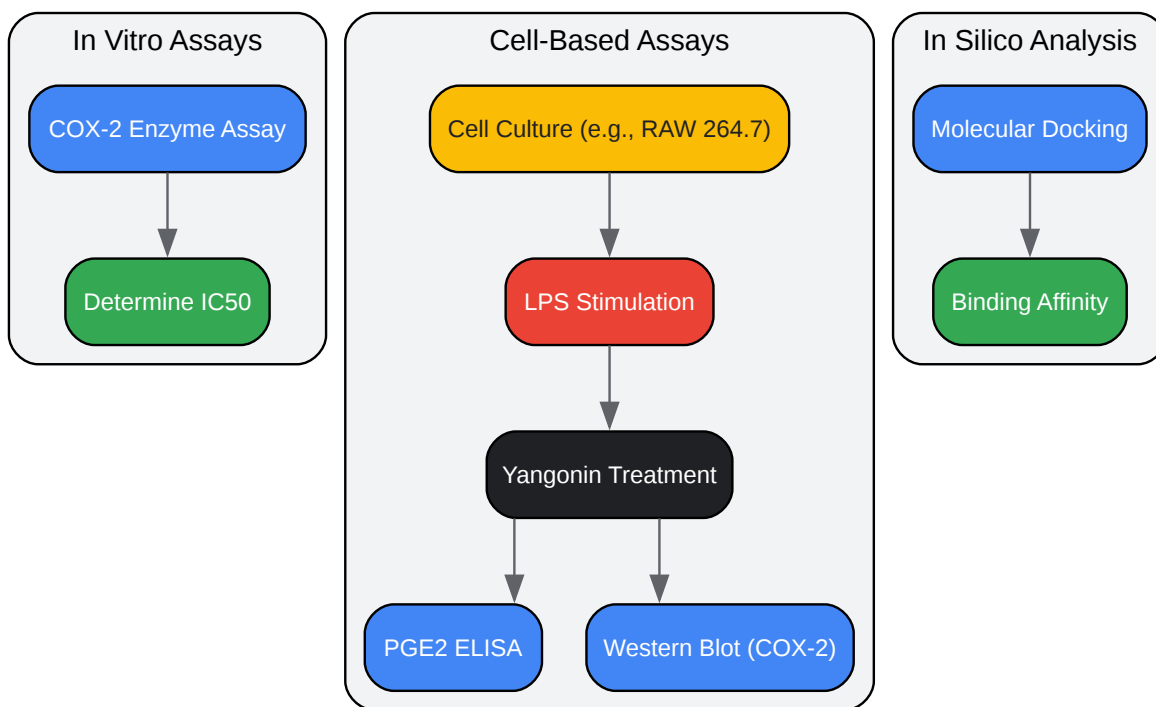 In Vitro Assays
COX-2 Enzyme Assay
Determine IC50
Cell-Based Assays
Cell Culture (e.g., RAW 264.7)
LPS Stimulation
Yangonin Treatment
PGE2 ELISA
Western Blot (COX-2)
In Silico Analysis
Molecular Docking
Binding Affinity